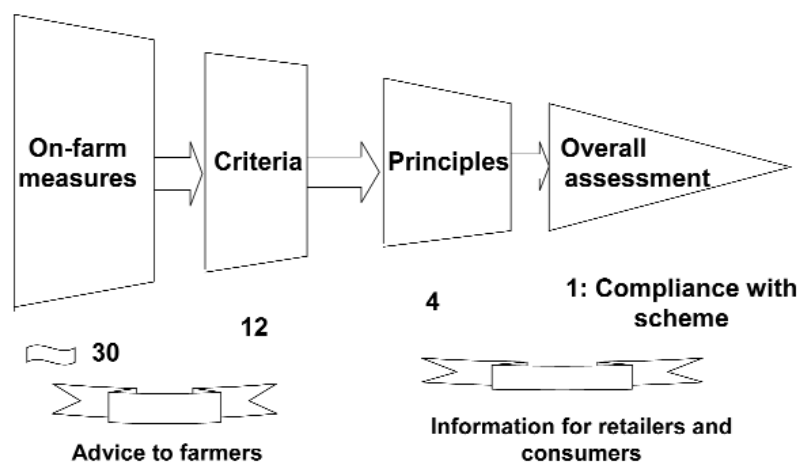 On-farm
measures
Criteria
Principles
Overall
assessment
30
12
4
1: Compliance with
scheme
Advice to farmers
Information for retailers and
consumers